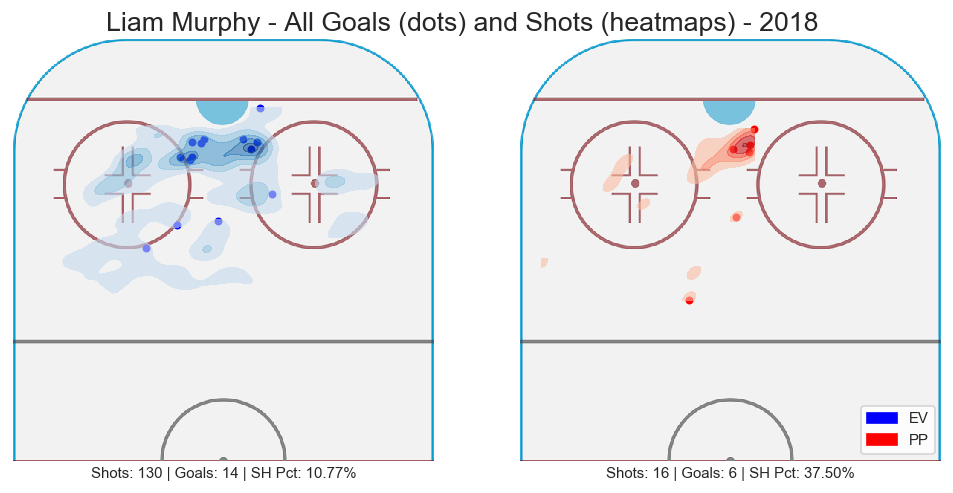 Liam Murphy - All Goals (dots) and Shots (heatmaps) - 2018
EV
PP
Shots: 130 | Goals: 14 | SH Pct: 10.77%
Shots: 16 | Goals: 6 | SH Pct: 37.50%